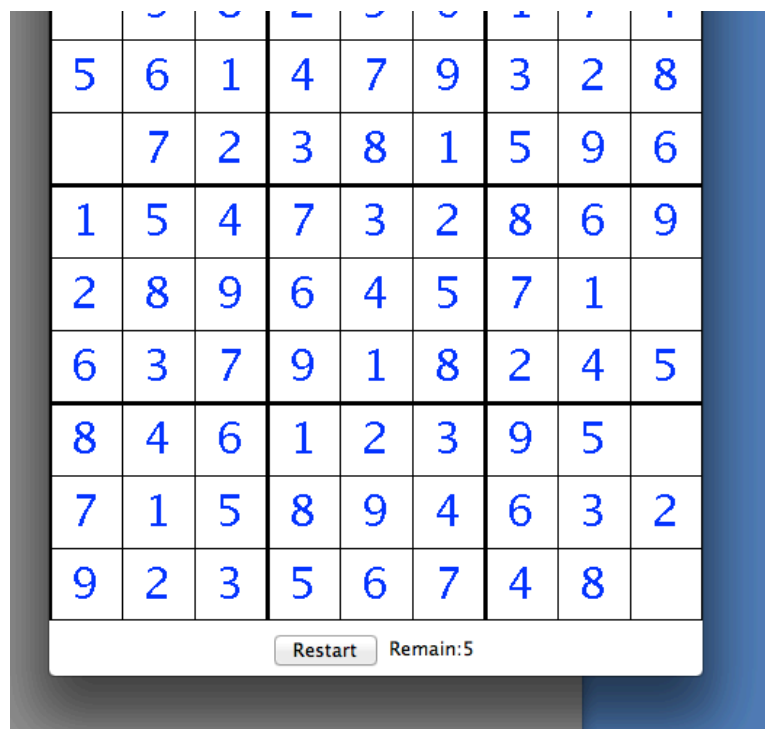 5 6 1 4 7 9 3 2 8
7 2 3 8 1 5 9 6
1 5 4 7 3 2 8 6 9
2 8 9 6 4 5 7 1
6 3 7 9 1 8 2 4 5
8 4 6 1 2 3 9 5
7 1 5 8 9 4 6 3 2
9 2 3 5 6 7 4 8
Restart Remain:5